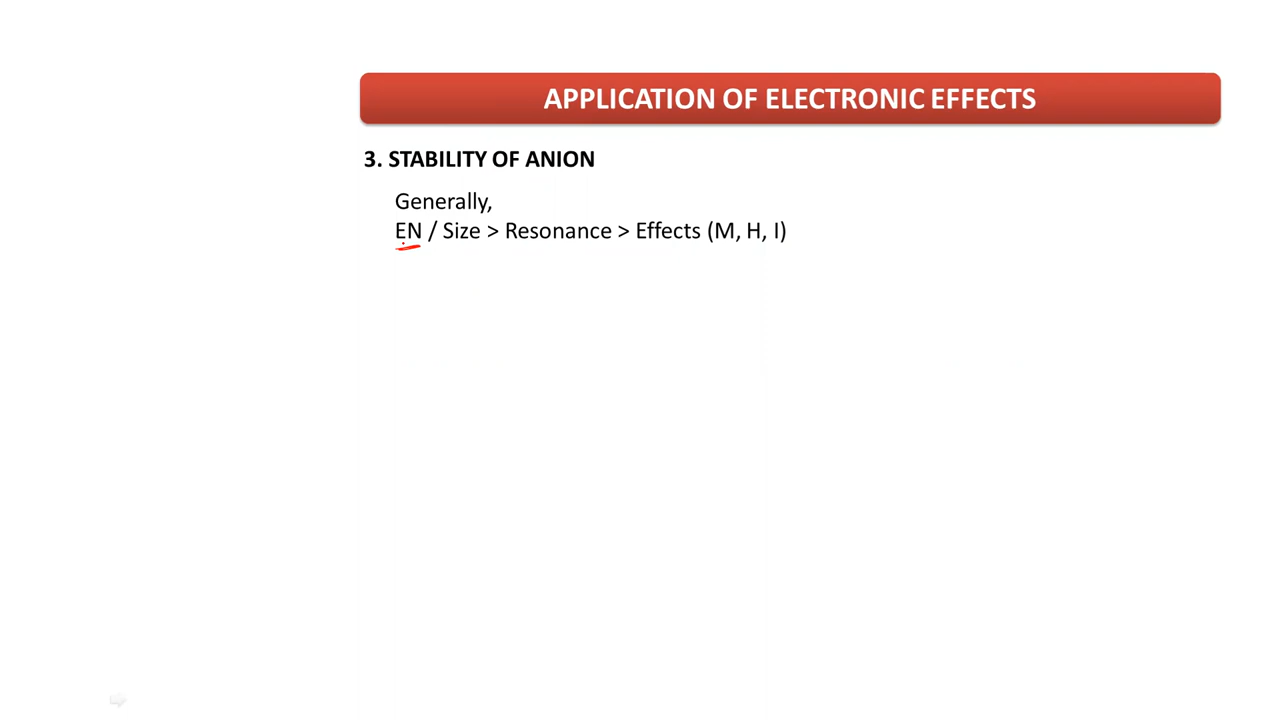 APPLICATION OF ELECTRONIC EFFECTS
3. STABILITY OF ANION
Generally,
EN / Size > Resonance > Effects (M, H, I)